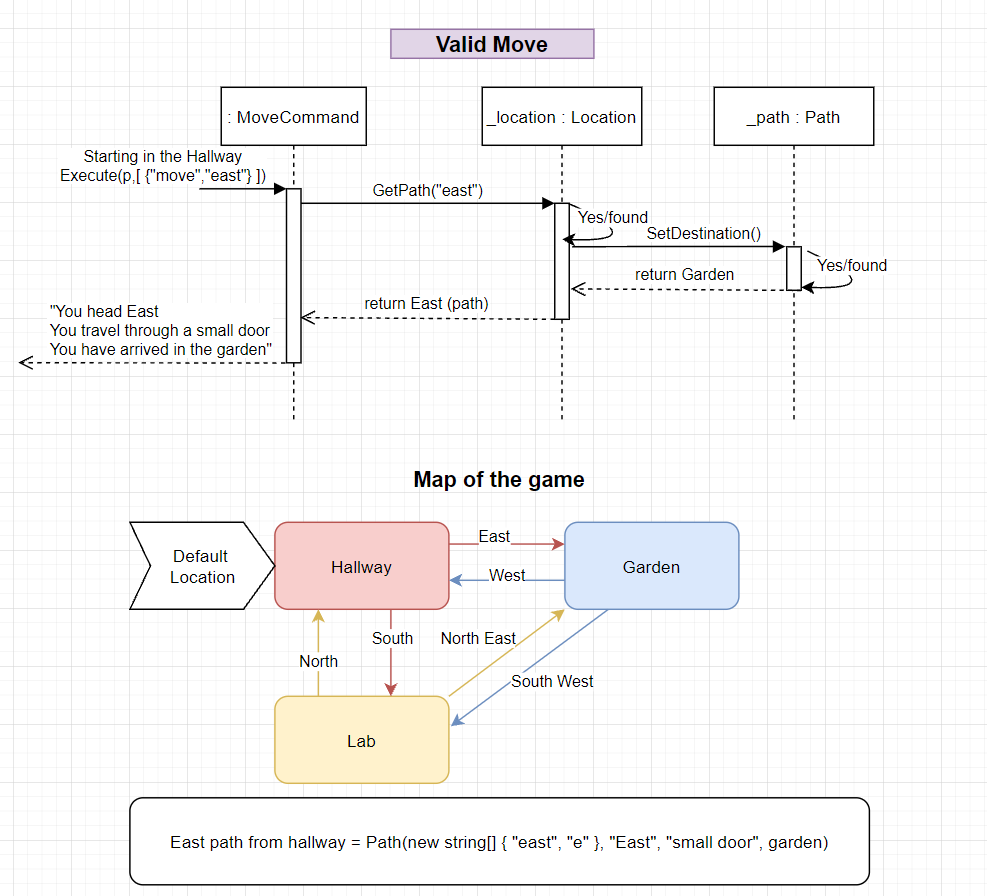 Valid Move
: MoveCommand
_location : Location
_path : Path
Starting in the Hallway
Execute(p,[ {"move","east"} ])
GetPath("east")
Yes/found
SetDestination()
Yes/found
return Garden
return East (path)
"You head East
You travel through a small door
You have arrived in the garden"
Map of the game
Default
Location
Hallway
East
West
Garden
South
North East
North
South West
Lab
East path from hallway = Path(new string[] { "east", "e" }, "East", "small door", garden)